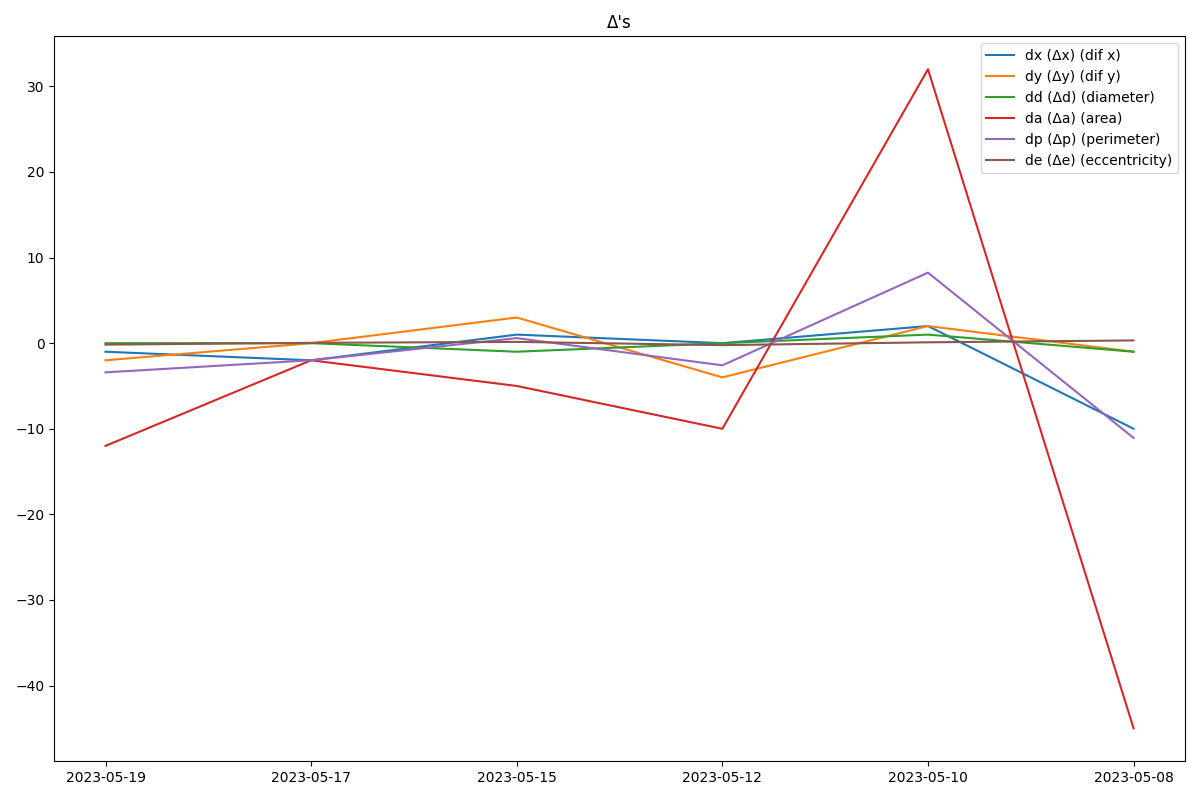 Δ's
dx (Δx) (dif x)
dy (Δy) (dif y)
dd (Δd) (diameter)
da (Δa) (area)
dp (Δp) (perimeter)
de (Δe) (eccentricity)
30
20
10
0
−10
−20
−30
−40
2023-05-19 2023-05-17 2023-05-15 2023-05-12 2023-05-10 2023-05-08